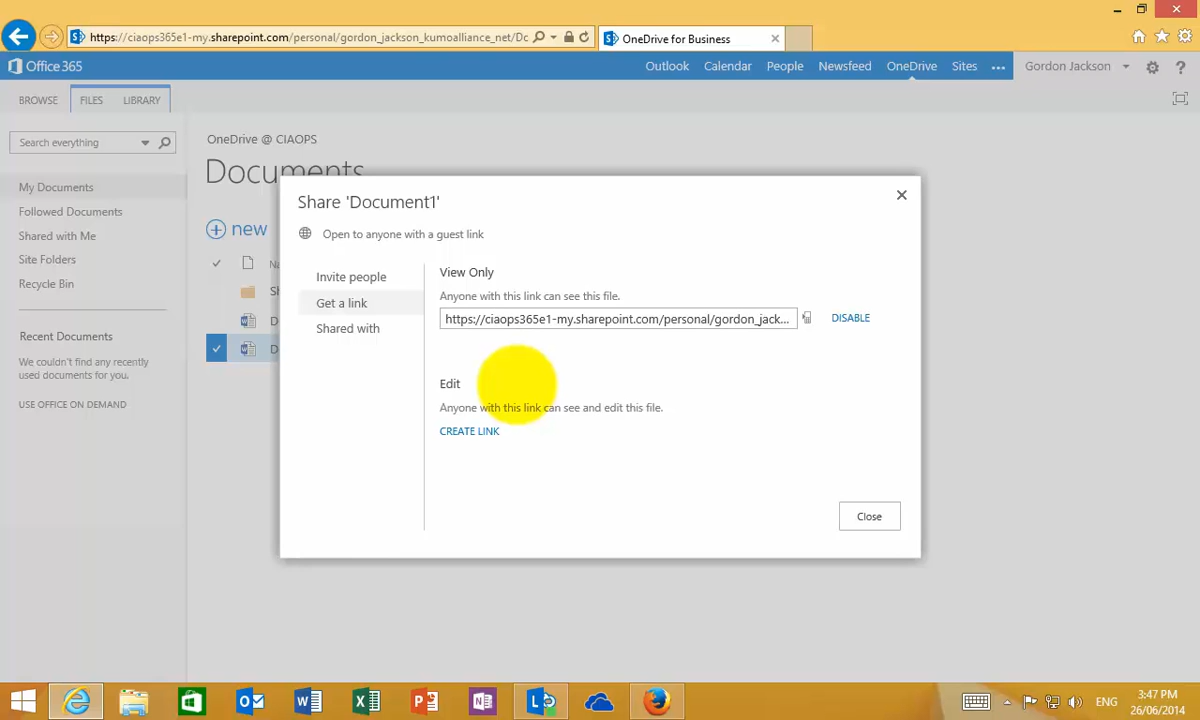 https://ciaops365e1-my.sharepoint.com/personal/gordon_jackson_kumoalliance_net/Dc
OneDrive for Business
Office 365
Outlook
Calendar
People
Newsfeed
OneDrive
Sites
Gordon Jackson
?
BROWSE
FILES
LIBRARY
Search everything
OneDrive @ CIAOPS
Documents
My Documents
Followed Documents
Shared with Me
Site Folders
Recycle Bin
new
Recent Documents
We couldn't find any recently
used documents for you.
USE OFFICE ON DEMAND
Share 'Document1'
Open to anyone with a guest link
Invite people
Get a link
Shared with
View Only
Anyone with this link can see this file.
https://ciaops365e1-my.sharepoint.com/personal/gordon_jack...
DISABLE
Edit
Anyone with this link can see and edit this file.
CREATE LINK
Close
ENG
3:47 PM
26/06/2014